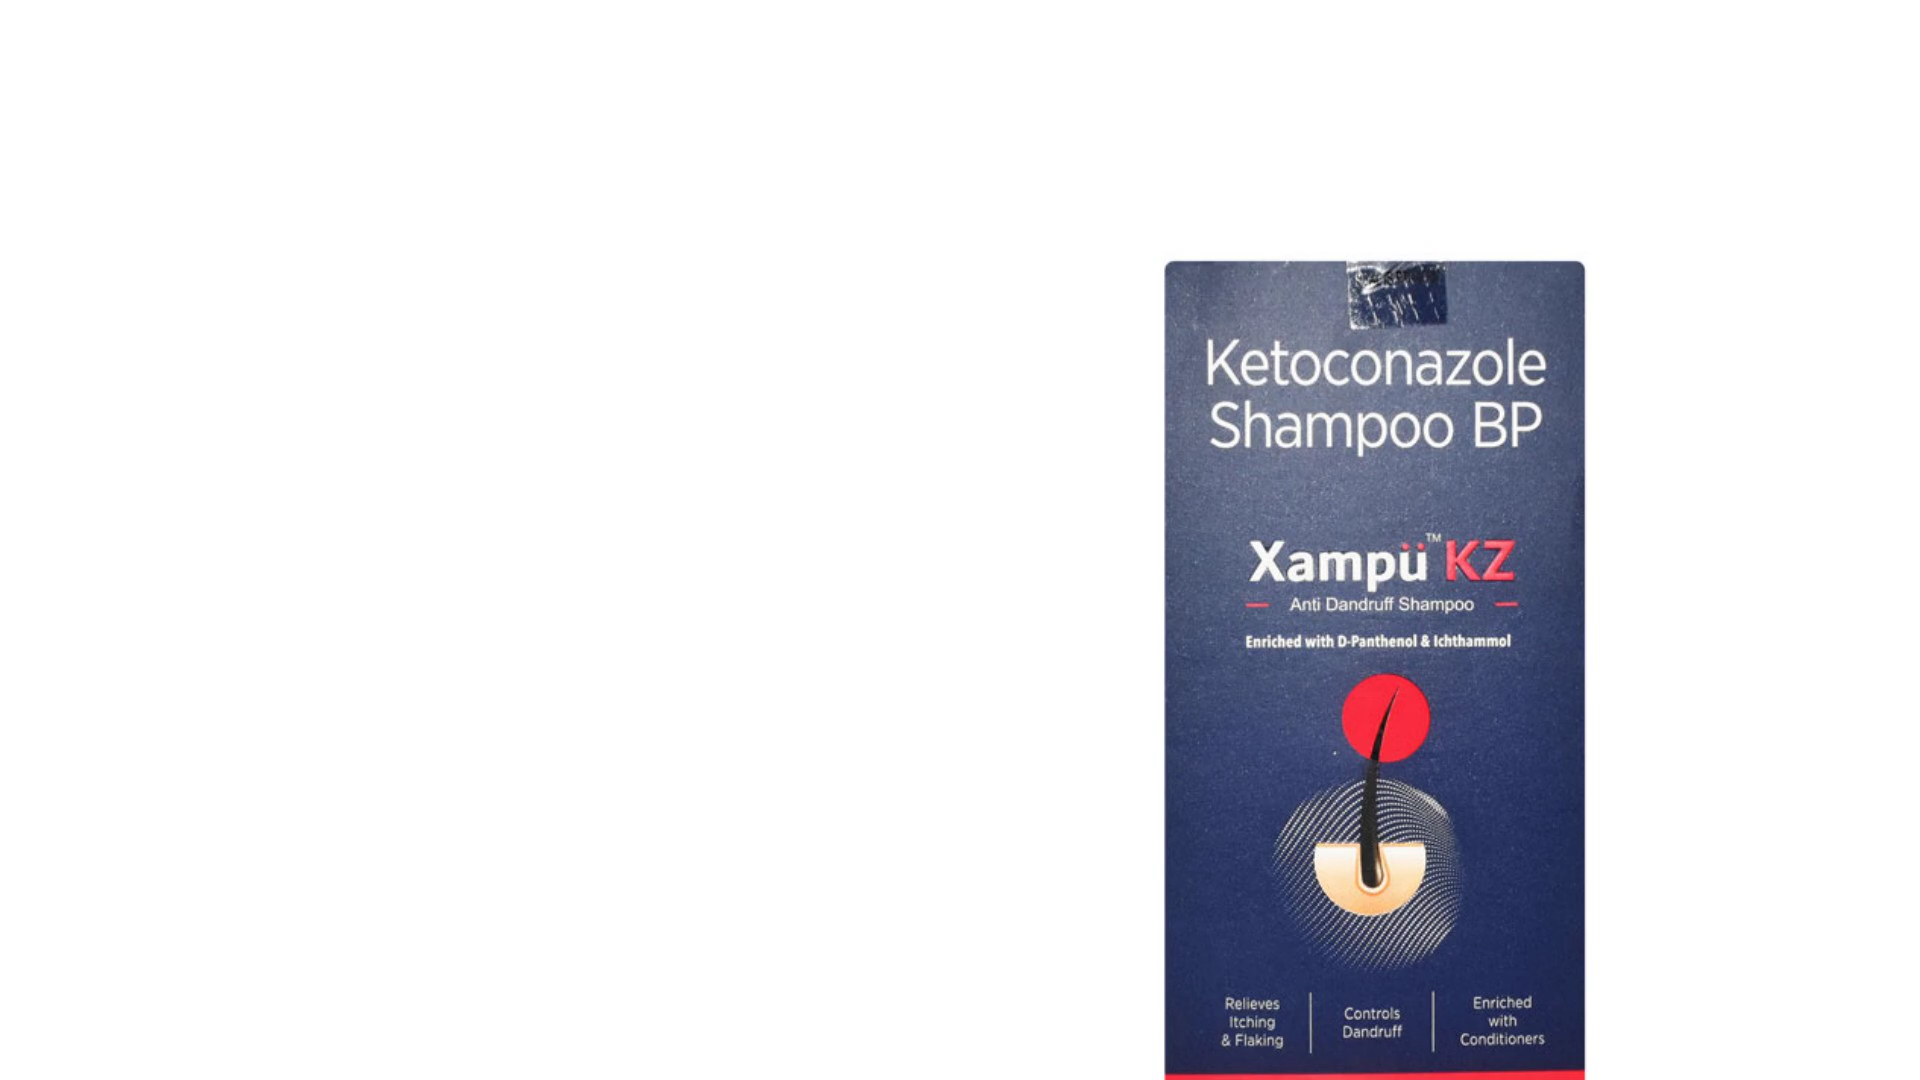 Ketoconazole
Shampoo BP
Xampü™ KZ
Anti Dandruff Shampoo
Enriched with D-Panthenol & Ichthammol
Relieves
Itching
& Flaking
Controls
Dandruff
Enriched
with
Conditioners